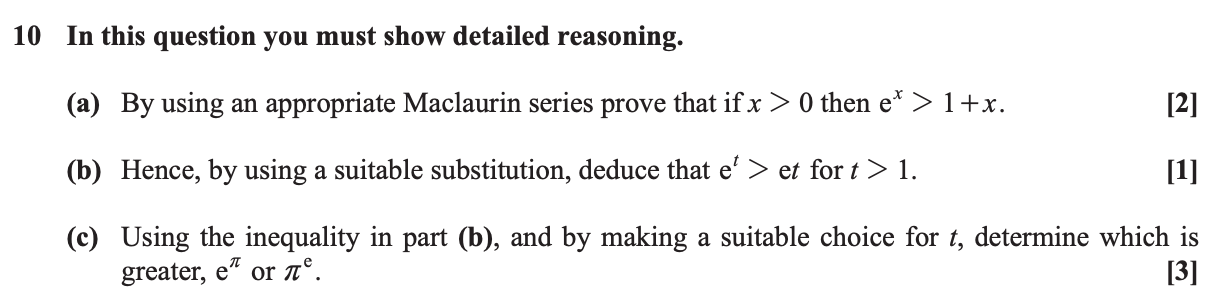 10 In this question you must show detailed reasoning.
(a) By using an appropriate Maclaurin series prove that if x > 0 then eˣ > 1+x. [2]
(b) Hence, by using a suitable substitution, deduce that eᵗ > et for t > 1. [1]
(c) Using the inequality in part (b), and by making a suitable choice for t, determine which is
greater, e^π or π^e. [3]